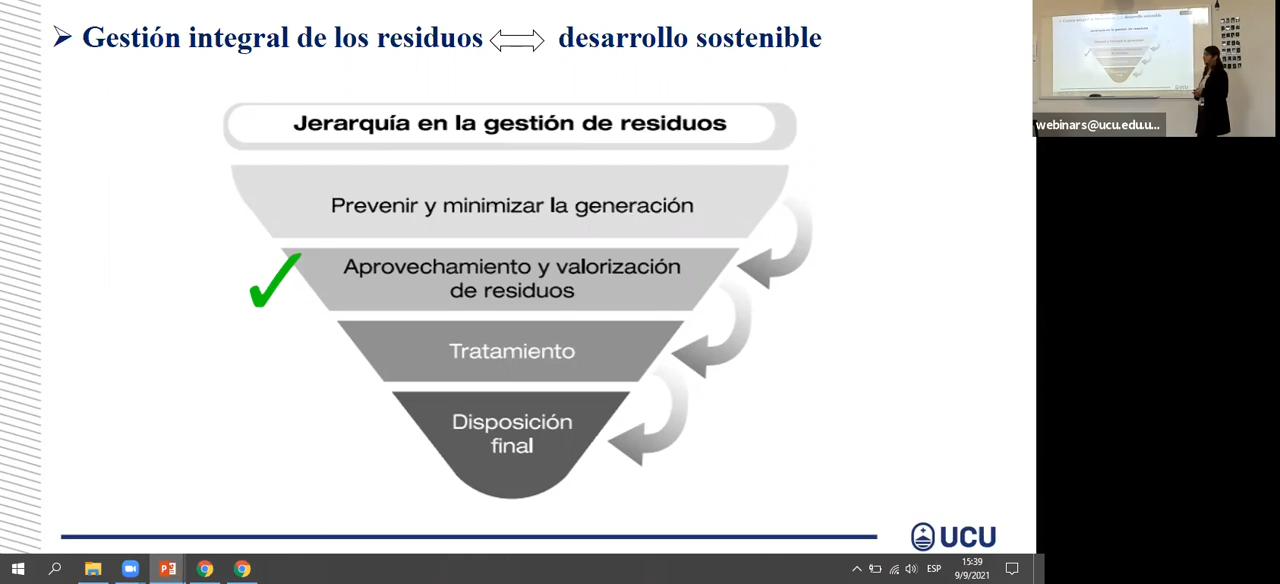 Gestión integral de los residuos desarrollo sostenible
Jerarquía en la gestión de residuos
Prevenir y minimizar la generación
Aprovechamiento y valorización
de residuos
Tratamiento
Disposición
final
UCU
webinars@ucu.edu.u...
ESP
15:39
9/9/2021